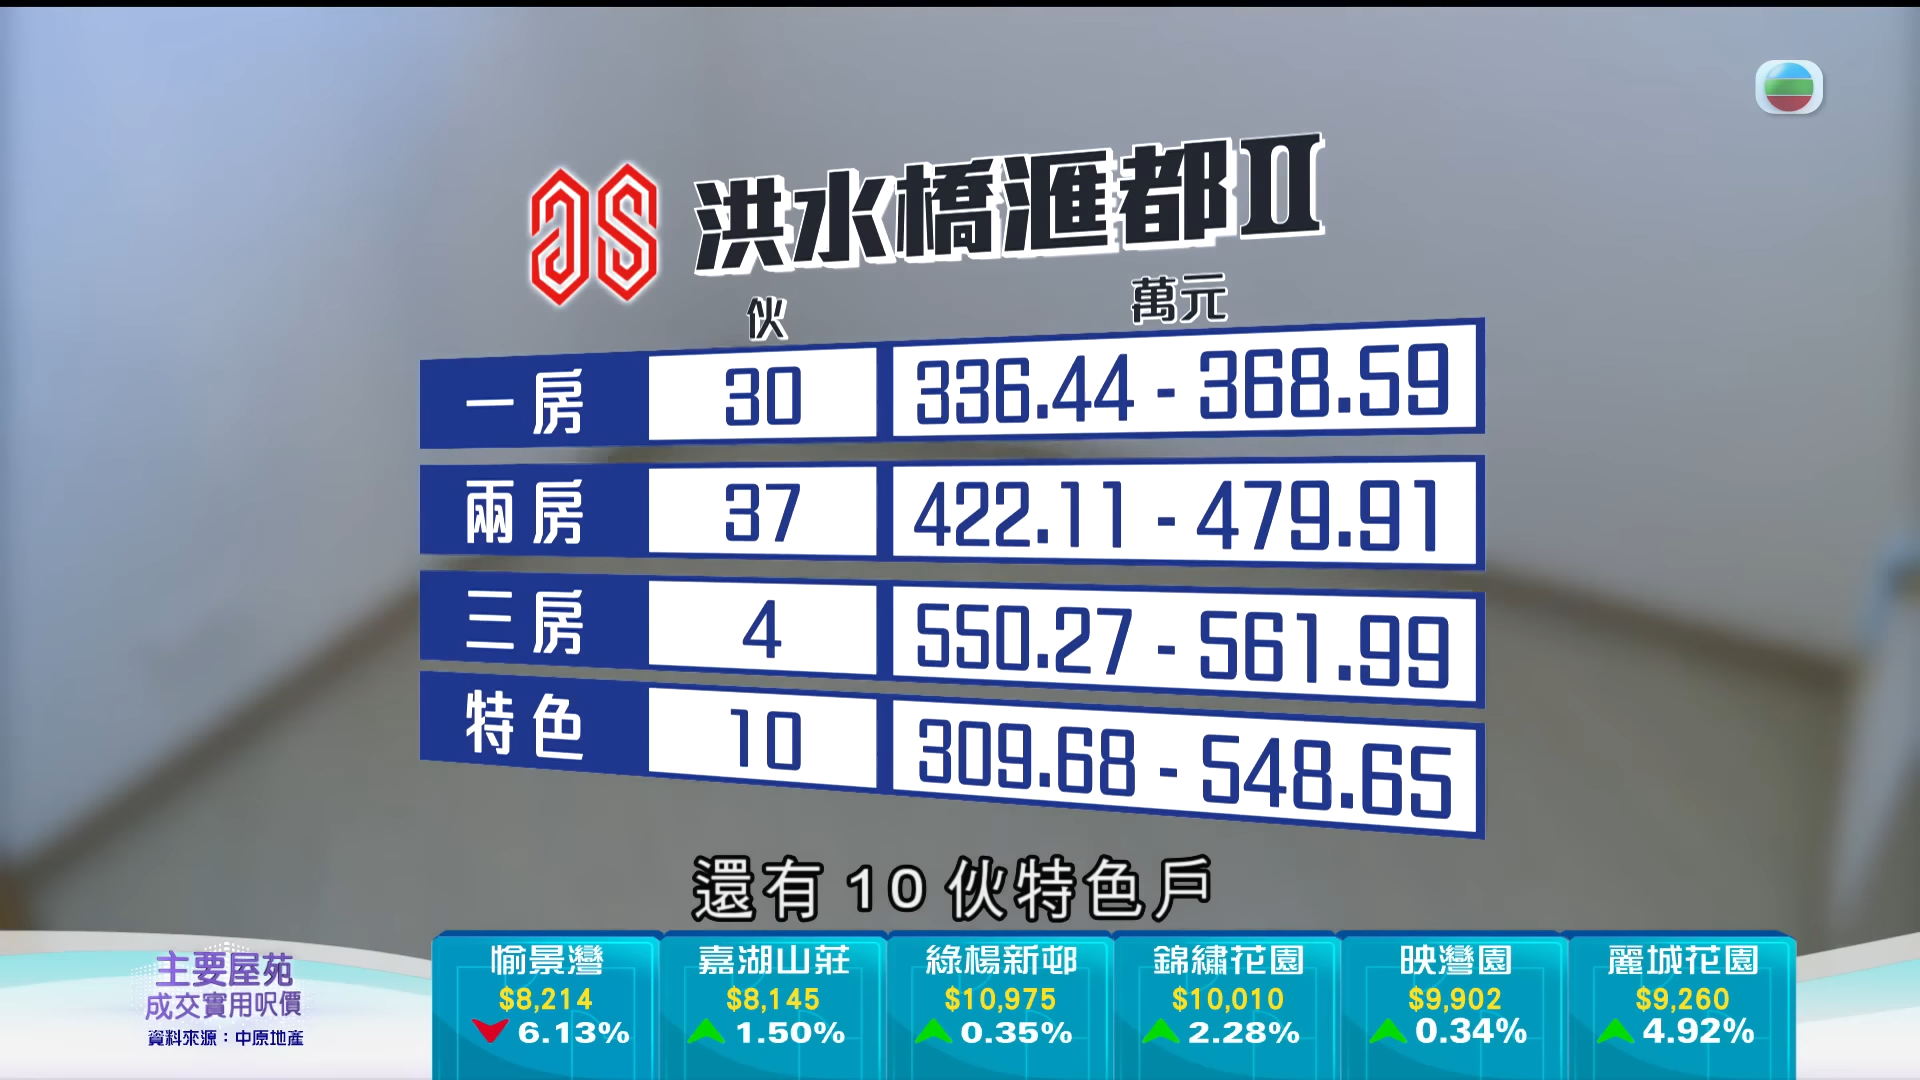 洪水橋滙都II
伙 萬元
一房 30 336.44 - 368.59
兩房 37 422.11 - 479.91
三房 4 550.27 - 561.99
特色 10 309.68 - 548.65
還有10伙特色戶
主要屋苑
成交實用呎價
資料來源：中原地產
愉景灣 嘉湖山莊 綠楊新邨 錦繡花園 映灣園 麗城花園
$8,214 $8,145 $10,975 $10,010 $9,902 $9,260
6.13% 1.50% 0.35% 2.28% 0.34% 4.92%